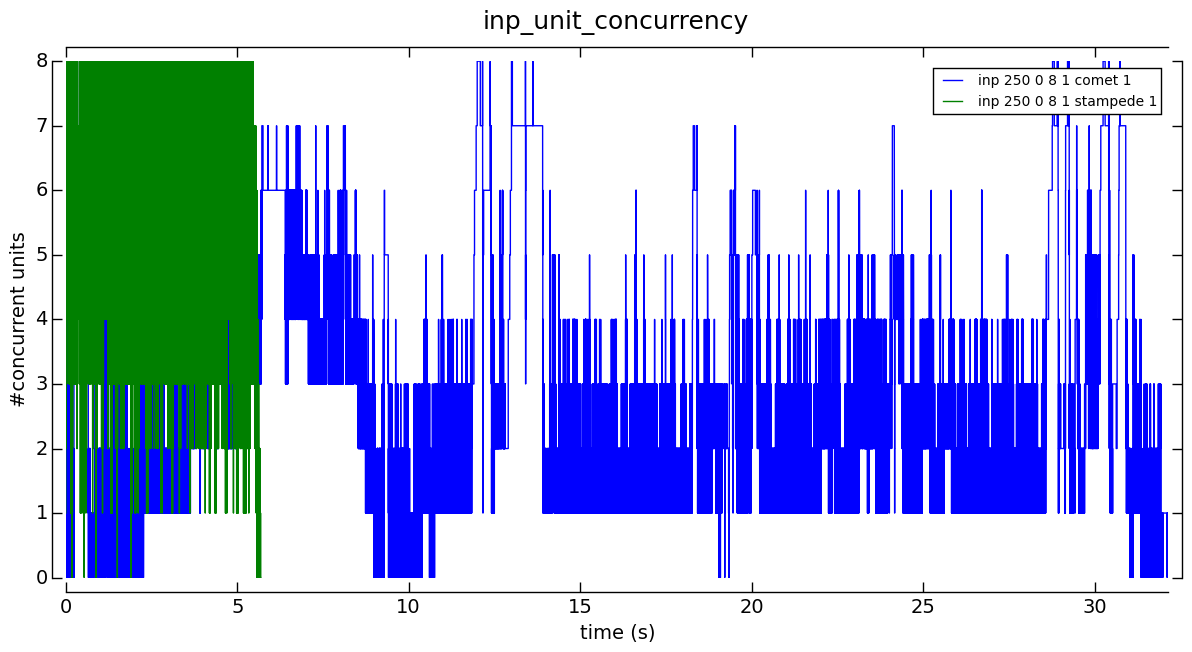 inp_unit_concurrency
8
7
6
5
4
3
2
1
0
#concurrent units
inp 250 0 8 1 comet 1
inp 250 0 8 1 stampede 1
0 5 10 15 20 25 30
time (s)